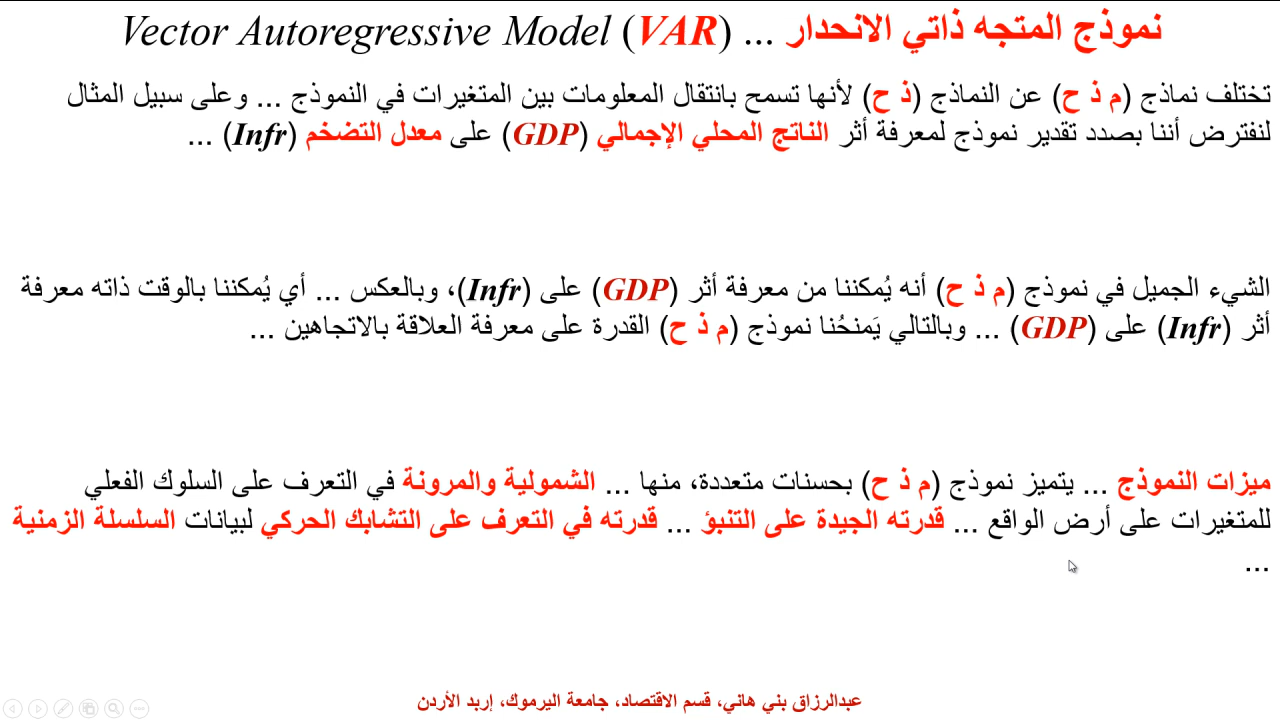 نموذج المتجه ذاتي الانحدار ... Vector Autoregressive Model (VAR)
تختلف نماذج (م ذ ح) عن النماذج (ذ ح) لأنها تسمح بانتقال المعلومات بين المتغيرات في النموذج ... وعلى سبيل المثال
لنفترض أننا بصدد تقدير نموذج لمعرفة أثر الناتج المحلي الإجمالي (GDP) على معدل التضخم (Infr) ...
الشيء الجميل في نموذج (م ذ ح) أنه يُمكننا من معرفة أثر (GDP) على (Infr)، وبالعكس ... أي يُمكننا بالوقت ذاته معرفة
أثر (Infr) على (GDP) ... وبالتالي يَمنحُنا نموذج (م ذ ح) القدرة على معرفة العلاقة بالاتجاهين ...
ميزات النموذج ... يتميز نموذج (م ذ ح) بحسنات متعددة، منها ... الشمولية والمرونة في التعرف على السلوك الفعلي
للمتغيرات على أرض الواقع ... قدرته الجيدة على التنبؤ ... قدرته في التعرف على التشابك الحركي لبيانات السلسلة الزمنية
...
عبدالرزاق بني هاني، قسم الاقتصاد، جامعة اليرموك، إربد الأردن